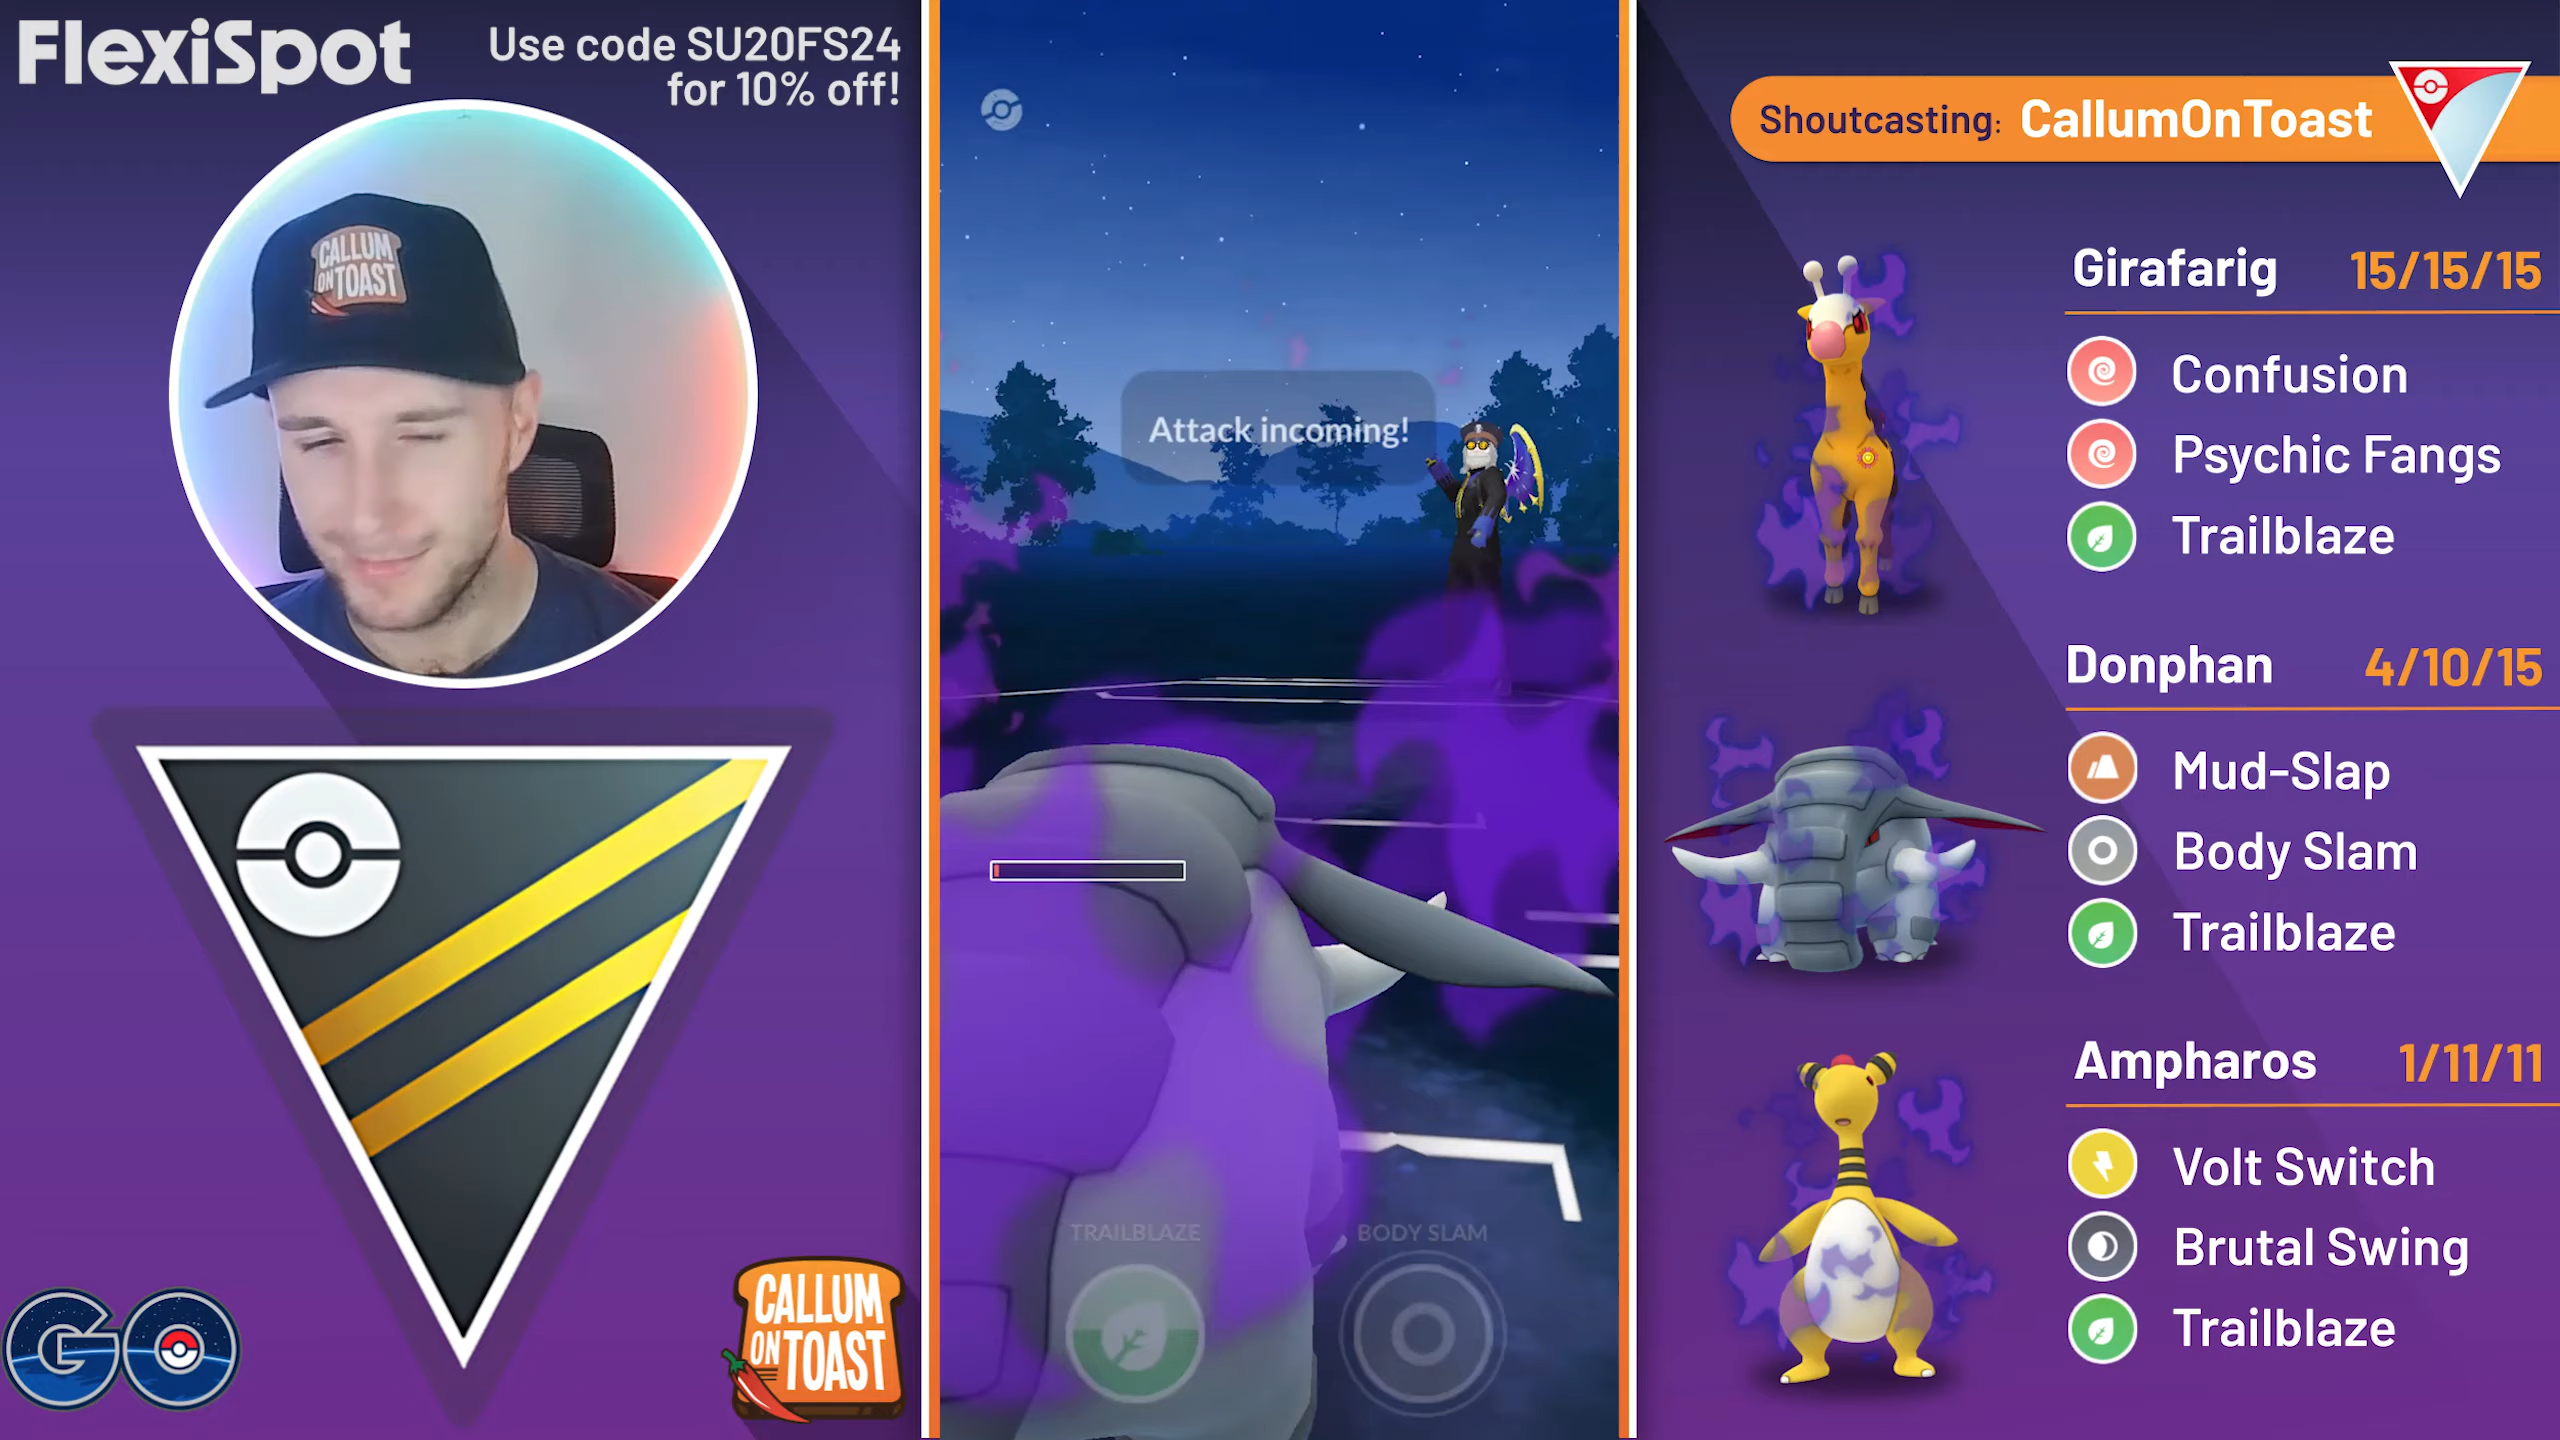 FlexiSpot
Use code SU20FS24
for 10% off!
CALLUM
ON TOAST
Attack incoming!
TRAILBLAZE
BODY SLAM
GO
CALLUM
ON TOAST
Shoutcasting: CallumOnToast
Girafarig 15/15/15
Confusion
Psychic Fangs
Trailblaze
Donphan 4/10/15
Mud-Slap
Body Slam
Trailblaze
Ampharos 1/11/11
Volt Switch
Brutal Swing
Trailblaze